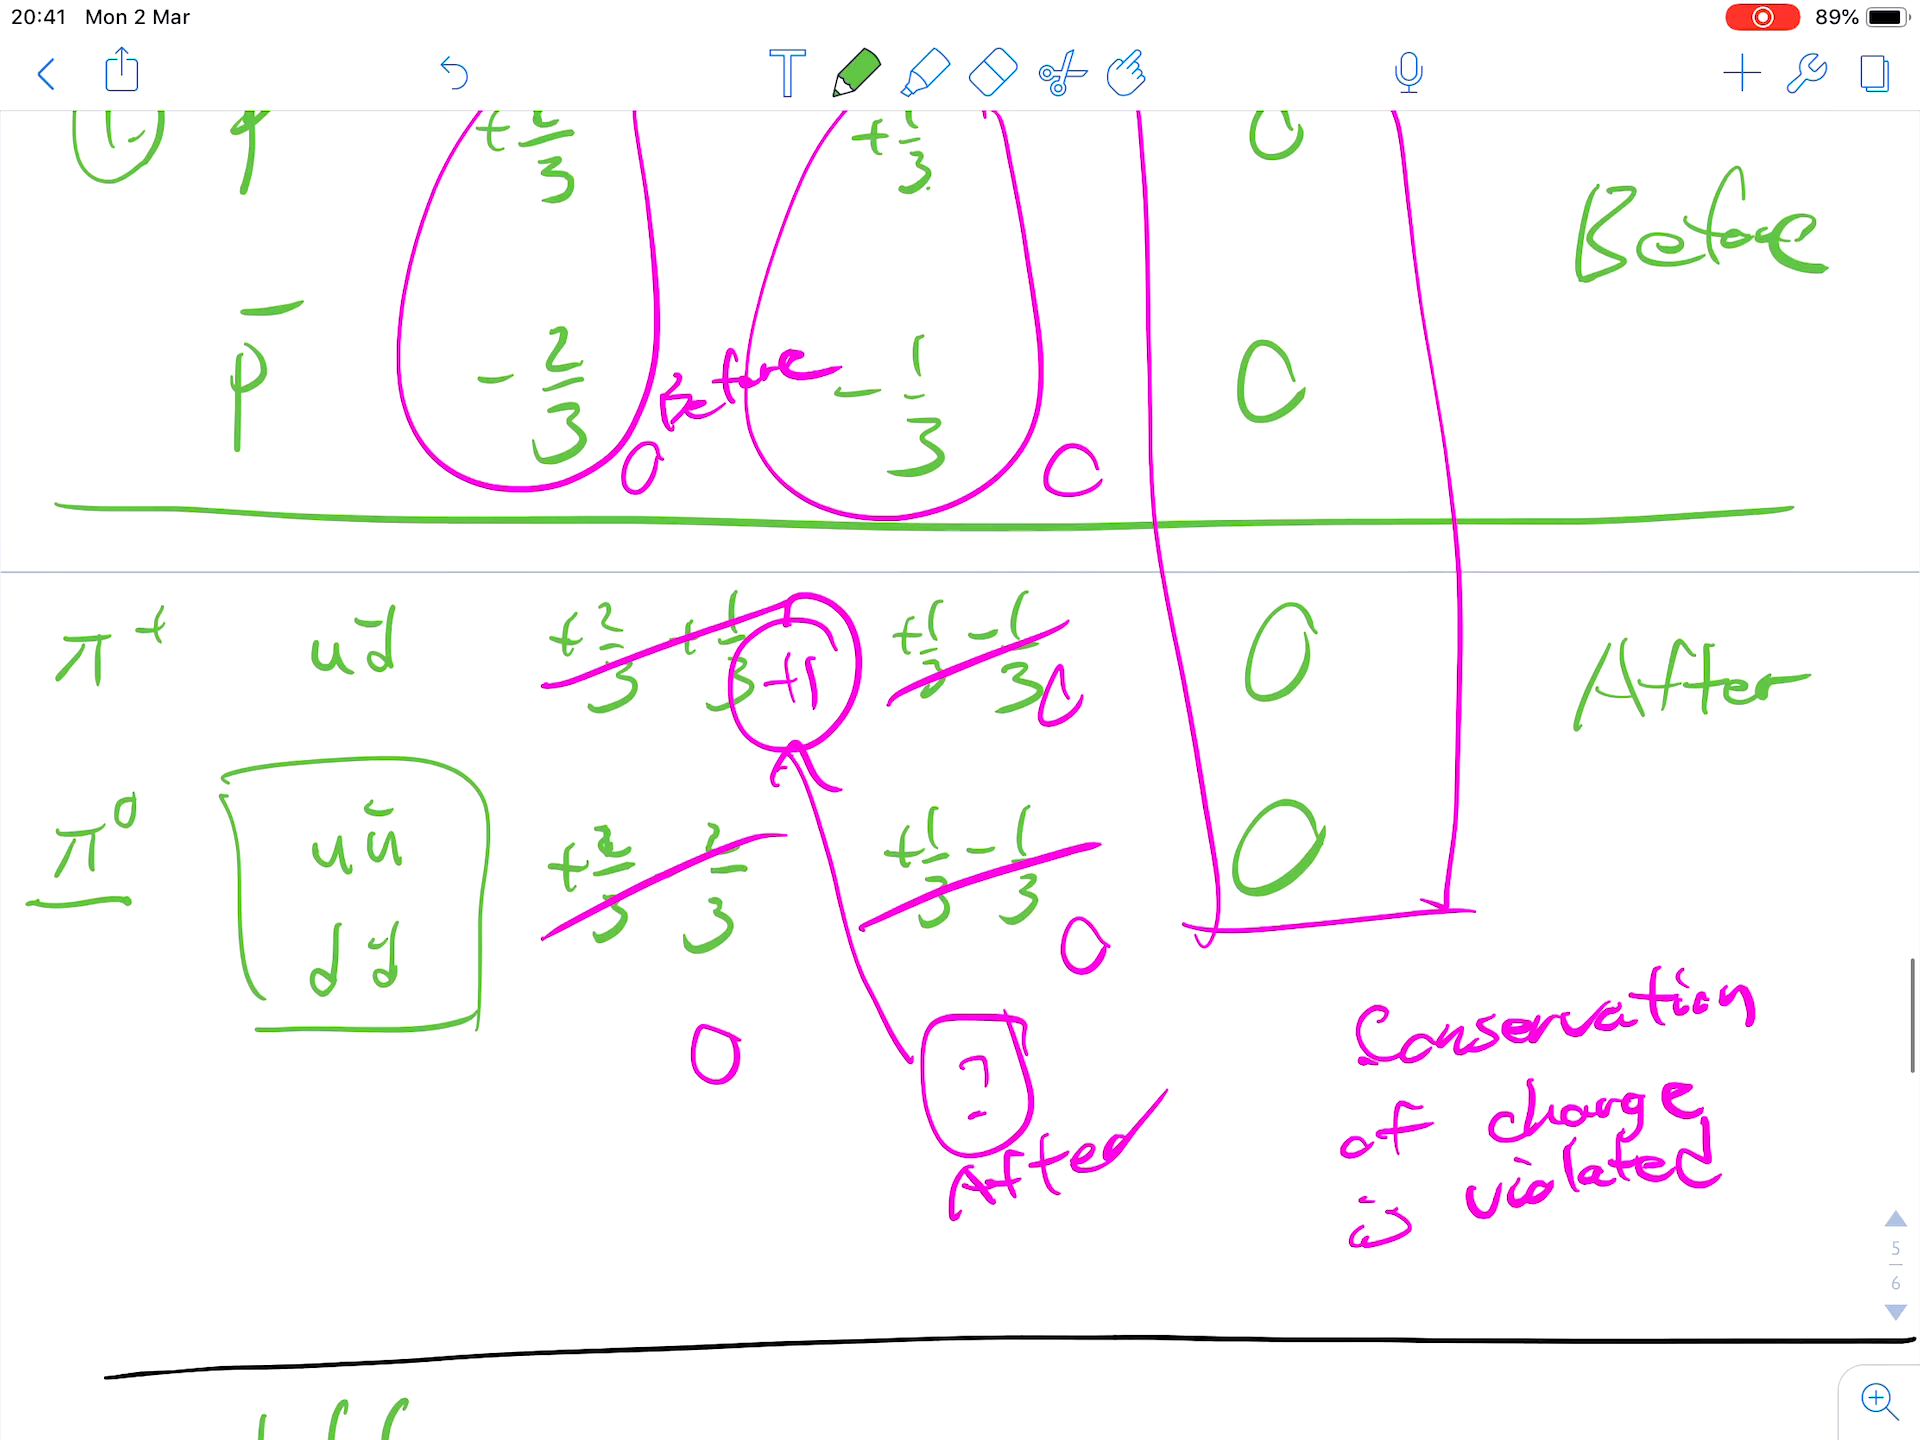 20:41 Mon 2 Mar 89%
T
1. p +2/3 +1/3 0
Before
p̄ -2/3 Before -1/3 0
0 0
π⁺ ud̄ +2/3 +1/3 +1 +1/3 -1/3 0 0 After
π⁰ uū +2/3 -2/3 +1/3 -1/3 0
dd̄ 0
0 ?
After
Conservation
of charge
is violated
5
6